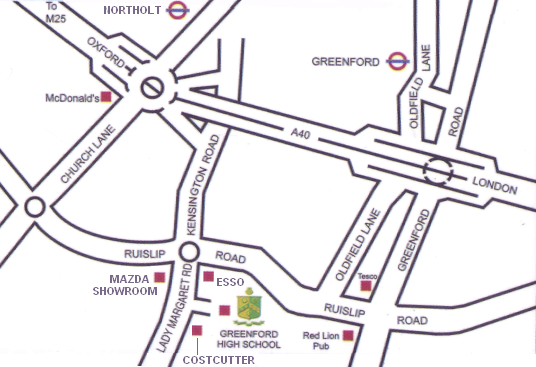 To
M25
NORTHOLT
OXFORD
McDonald's
CHURCH LANE
GREENFORD
OLDFIELD LANE
ROAD
A40
LONDON
KENSINGTON ROAD
RUISLIP
ROAD
MAZDA
SHOWROOM
ESSO
LADY MARGARET RD
GREENFORD
HIGH SCHOOL
COSTCUTTER
OLDFIELD LANE
GREENFORD
Tesco
RUISLIP
ROAD
Red Lion
Pub